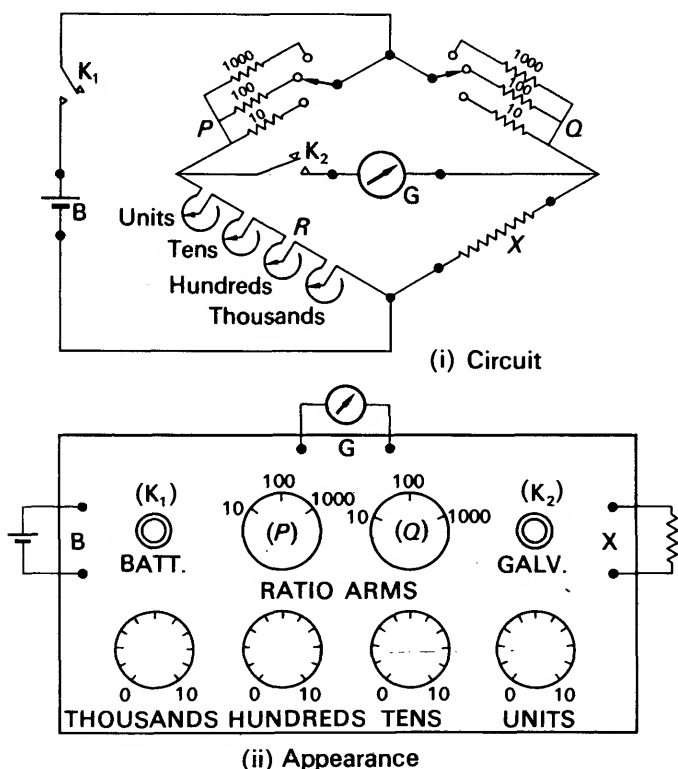 K₁
1000
100
10
P
1000
100
10
Q
K₂
G
B
Units
Tens
Hundreds
Thousands
R
X
(i) Circuit
G
(K₁)
BATT.
B
10 100 1000
(P)
10 100 1000
(Q)
RATIO ARMS
(K₂)
GALV.
X
0 10
0 10
0 10
0 10
THOUSANDS HUNDREDS TENS UNITS
(ii) Appearance